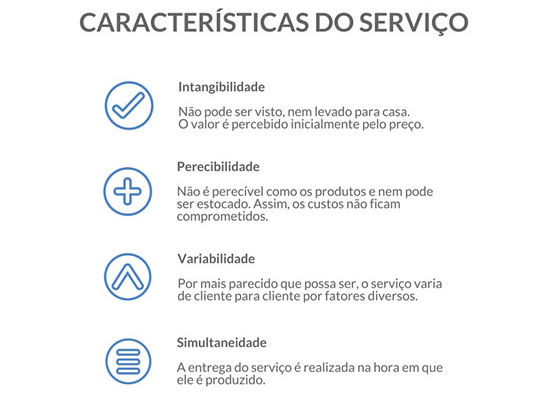 CARACTERÍSTICAS DO SERVIÇO
Intangibilidade
Não pode ser visto, nem levado para casa.
O valor é percebido inicialmente pelo preço.
Perecibilidade
Não é perecível como os produtos e nem pode
ser estocado. Assim, os custos não ficam
comprometidos.
Variabilidade
Por mais parecido que possa ser, o serviço varia
de cliente para cliente por fatores diversos.
Simultaneidade
A entrega do serviço é realizada na hora em que
ele é produzido.